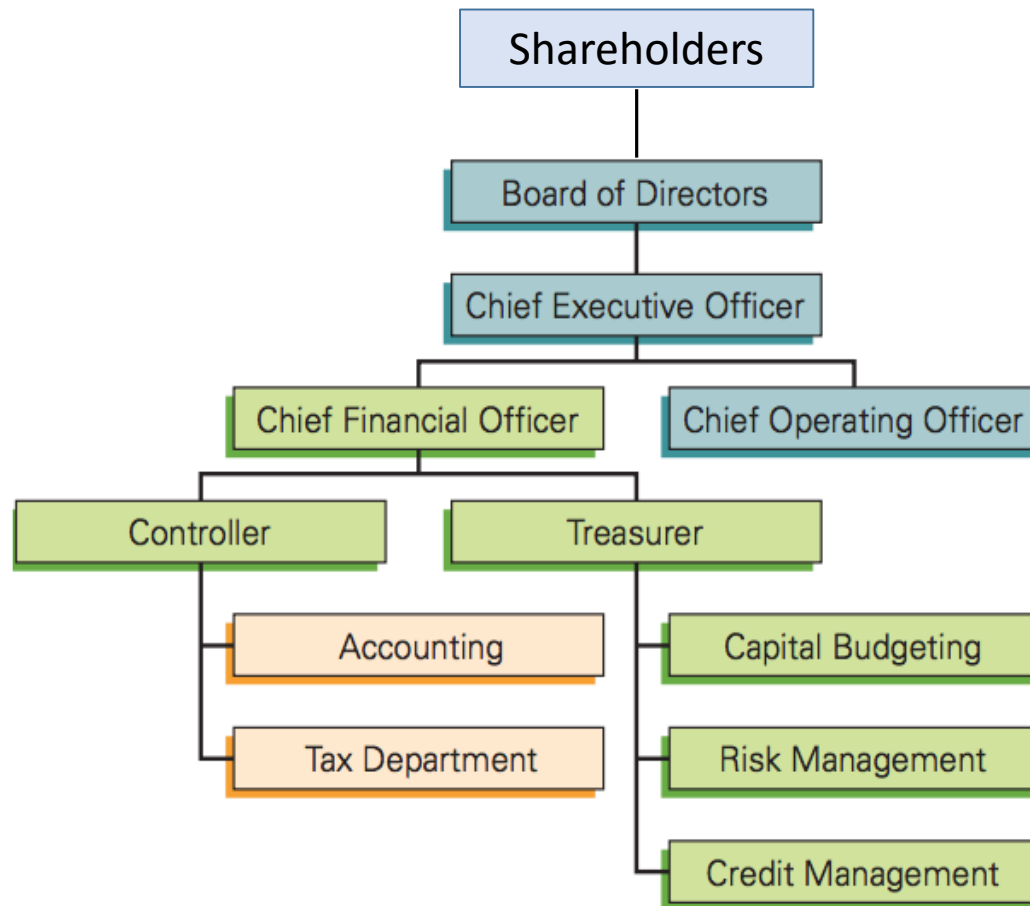 Shareholders
Board of Directors
Chief Executive Officer
Chief Financial Officer
Chief Operating Officer
Controller
Treasurer
Accounting
Capital Budgeting
Tax Department
Risk Management
Credit Management